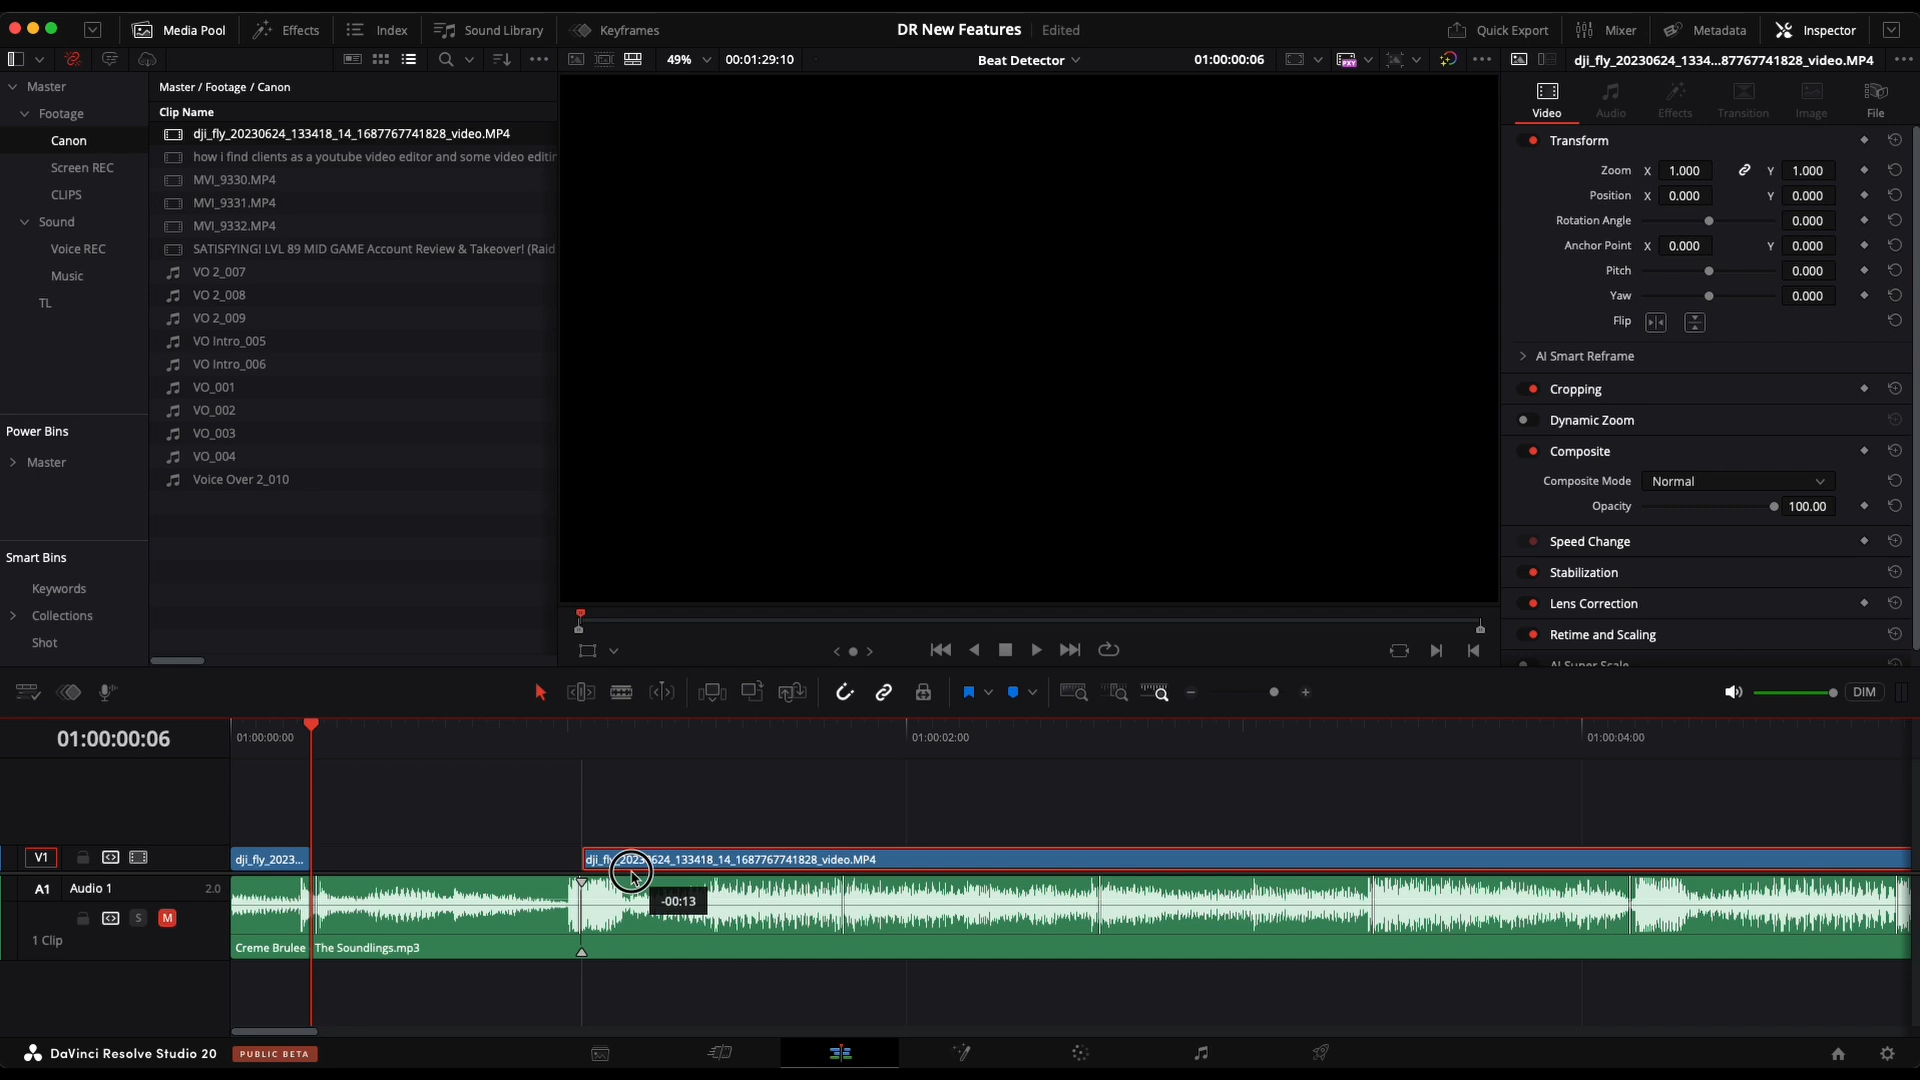 Media Pool
Effects
Index
Sound Library
Keyframes
DR New Features
Edited
Quick Export
Mixer
Metadata
Inspector
49%
00:01:29:10
Beat Detector
01:00:00:06
dji_fly_20230624_1334...87767741828_video.MP4
Master
Footage
Canon
Screen REC
CLIPS
Sound
Voice REC
Music
TL
Power Bins
Master
Smart Bins
Keywords
Collections
Shot
Master / Footage / Canon
Clip Name
dji_fly_20230624_133418_14_1687767741828_video.MP4
how i find clients as a youtube video editor and some video editin
MVI_9330.MP4
MVI_9331.MP4
MVI_9332.MP4
SATISFYING! LVL 89 MID GAME Account Review & Takeover! (Raid
VO 2_007
VO 2_008
VO 2_009
VO Intro_005
VO Intro_006
VO_001
VO_002
VO_003
VO_004
Voice Over 2_010
Video
Audio
Effects
Transition
Image
File
Transform
Zoom X 1.000 Y 1.000
Position X 0.000 Y 0.000
Rotation Angle 0.000
Anchor Point X 0.000 Y 0.000
Pitch 0.000
Yaw 0.000
Flip
AI Smart Reframe
Cropping
Dynamic Zoom
Composite
Composite Mode Normal
Opacity 100.00
Speed Change
Stabilization
Lens Correction
Retime and Scaling
AI Super Scale
DIM
01:00:00:06
01:00:00:00
01:00:02:00
01:00:04:00
V1
dji_fly_2023...
dji_fly_20230624_133418_14_1687767741828_video.MP4
A1 Audio 1 2.0
S M
-00:13
1 Clip
Creme Brulee The Soundlings.mp3
DaVinci Resolve Studio 20
PUBLIC BETA